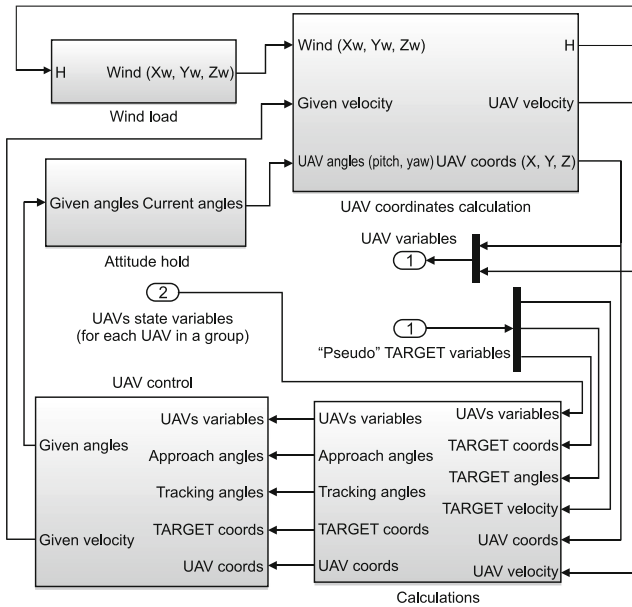 H
Wind (Xw, Yw, Zw)
Wind load
Wind (Xw, Yw, Zw)
H
Given velocity
UAV velocity
UAV angles (pitch, yaw)
UAV coords (X, Y, Z)
UAV coordinates calculation
Given angles
Current angles
Attitude hold
UAV variables
1
2
UAVs state variables
(for each UAV in a group)
1
“Pseudo” TARGET variables
UAV control
Given angles
Given velocity
UAVs variables
Approach angles
Tracking angles
TARGET coords
UAV coords
UAVs variables
Approach angles
Tracking angles
TARGET coords
UAV coords
UAVs variables
TARGET coords
TARGET angles
TARGET velocity
UAV coords
UAV velocity
Calculations